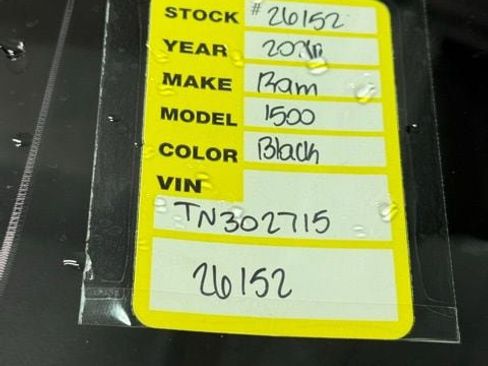 STOCK # 26152
YEAR
MAKE Ram
MODEL 1500
COLOR Black
VIN
TN302715
26152